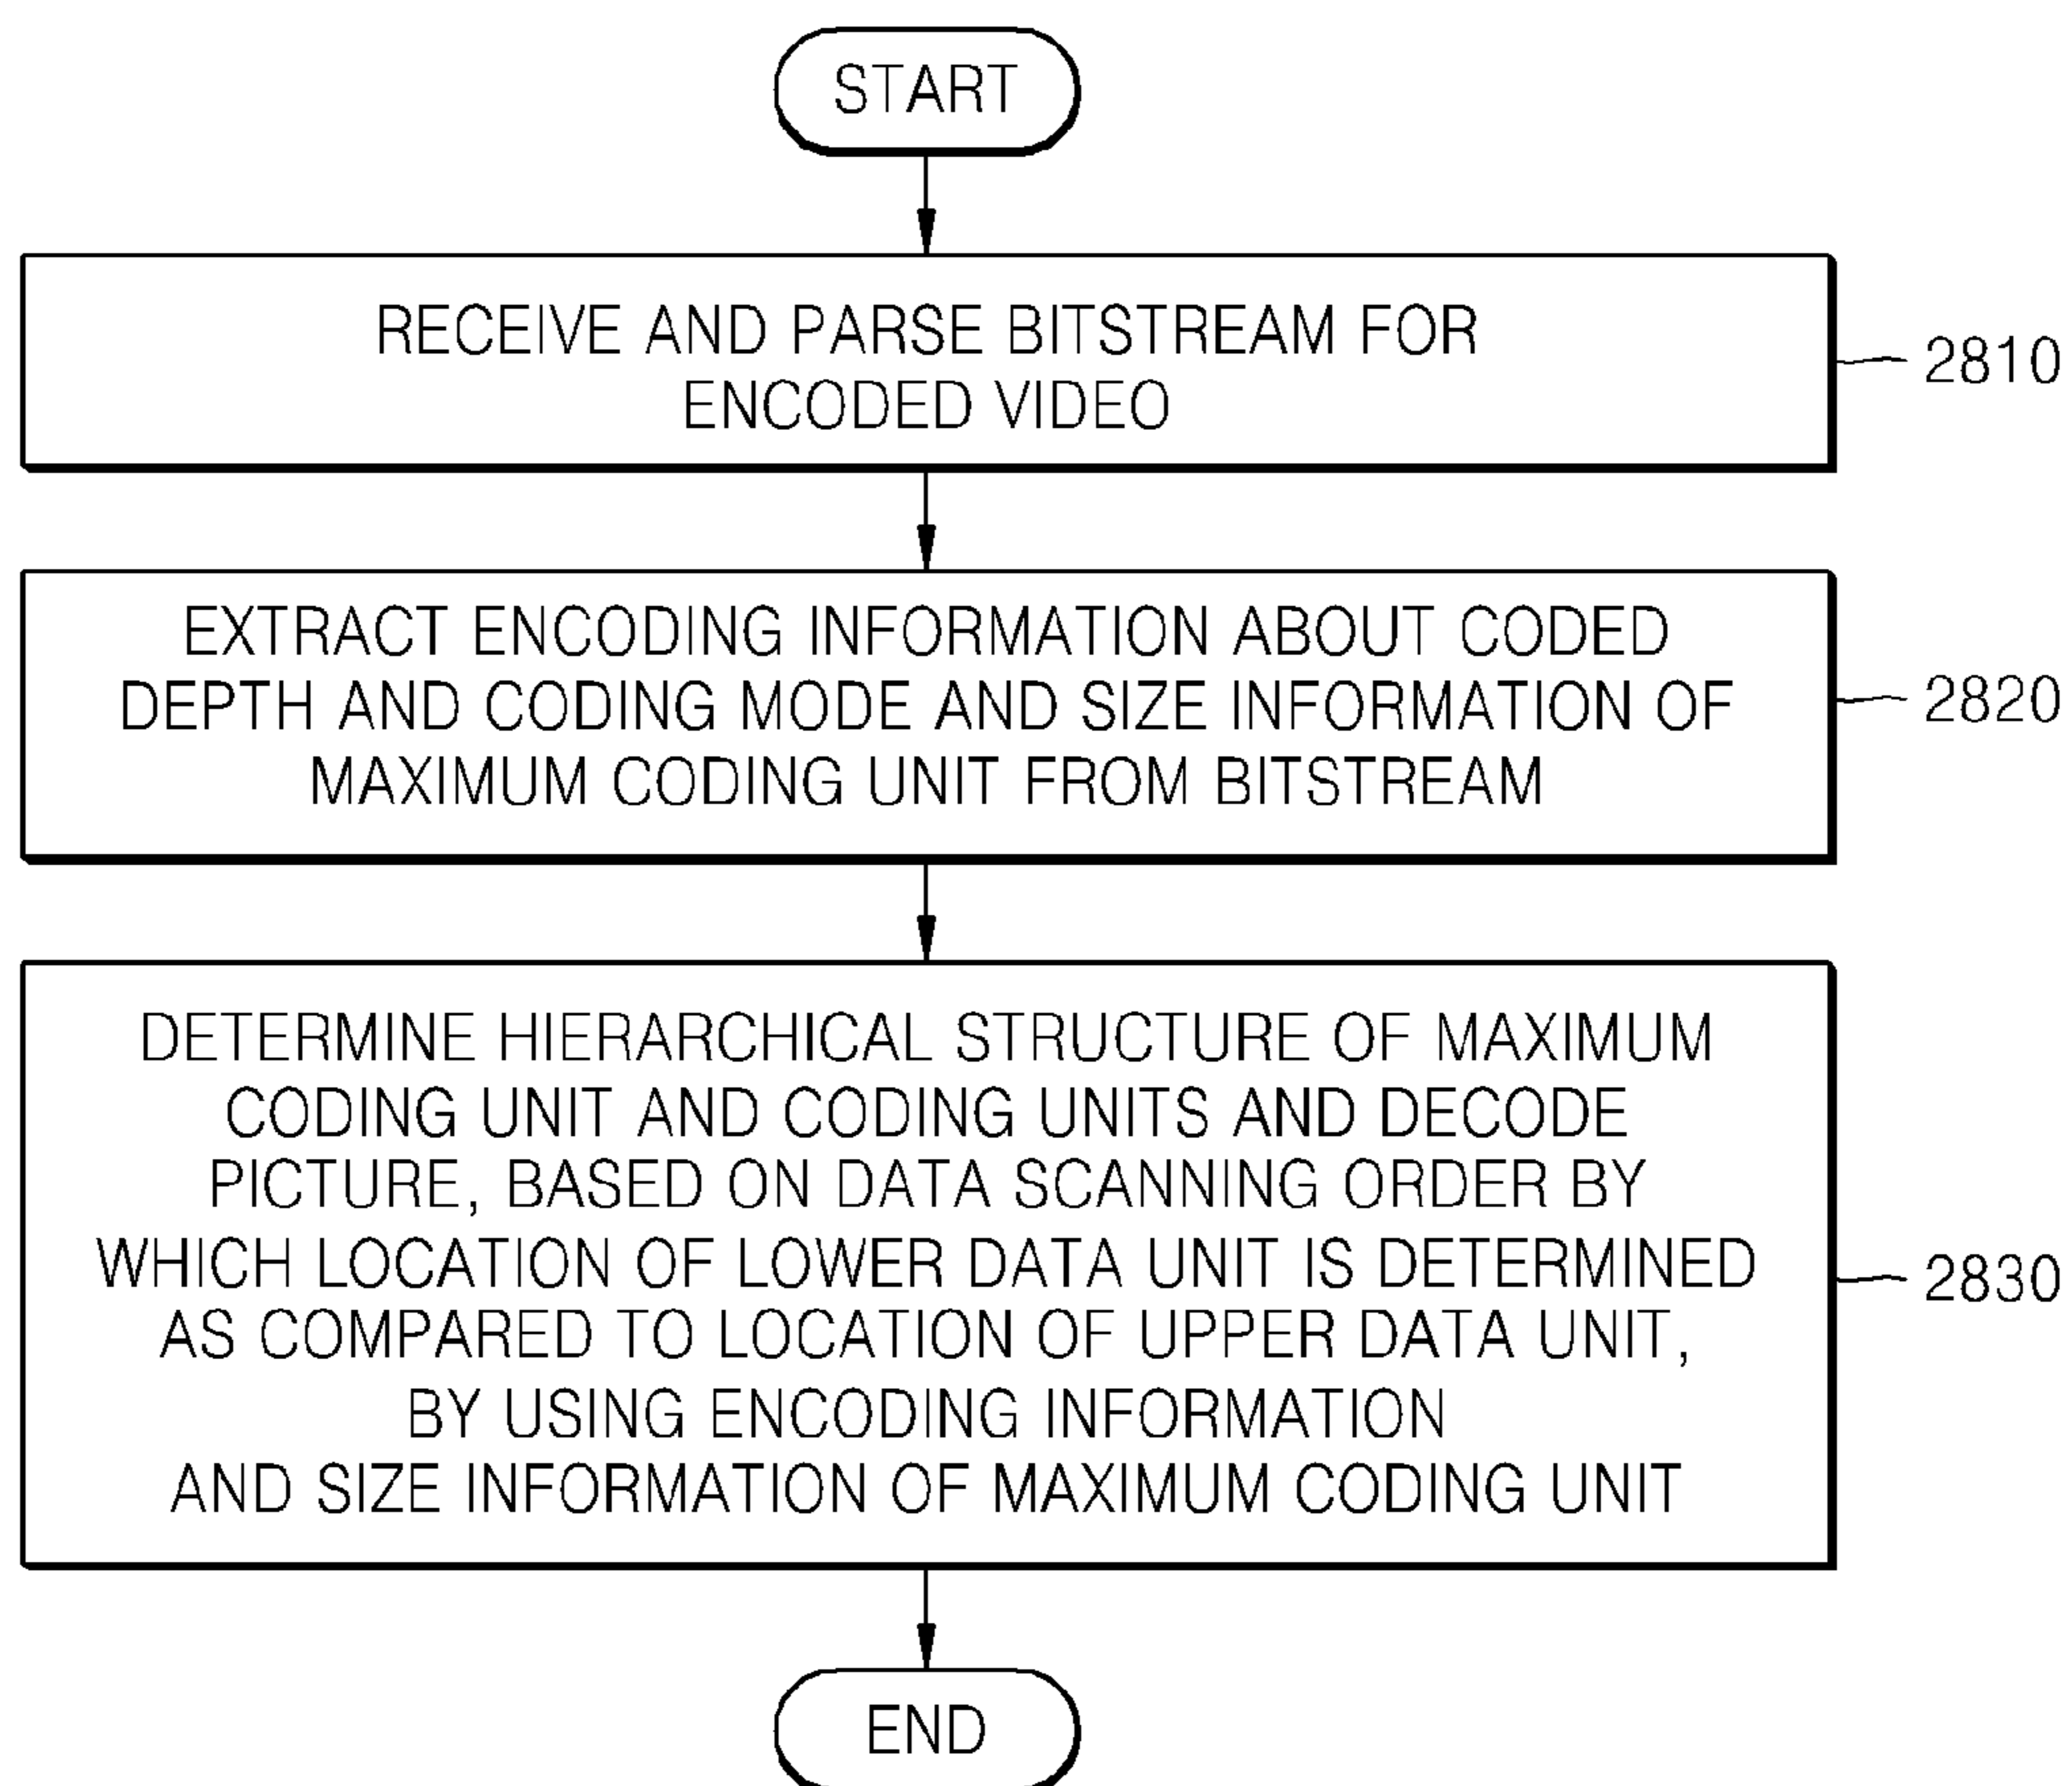 START
RECEIVE AND PARSE BITSTREAM FOR
ENCODED VIDEO
2810
EXTRACT ENCODING INFORMATION ABOUT CODED
DEPTH AND CODING MODE AND SIZE INFORMATION OF
MAXIMUM CODING UNIT FROM BITSTREAM
2820
DETERMINE HIERARCHICAL STRUCTURE OF MAXIMUM
CODING UNIT AND CODING UNITS AND DECODE
PICTURE, BASED ON DATA SCANNING ORDER BY
WHICH LOCATION OF LOWER DATA UNIT IS DETERMINED
AS COMPARED TO LOCATION OF UPPER DATA UNIT,
BY USING ENCODING INFORMATION
AND SIZE INFORMATION OF MAXIMUM CODING UNIT
2830
END